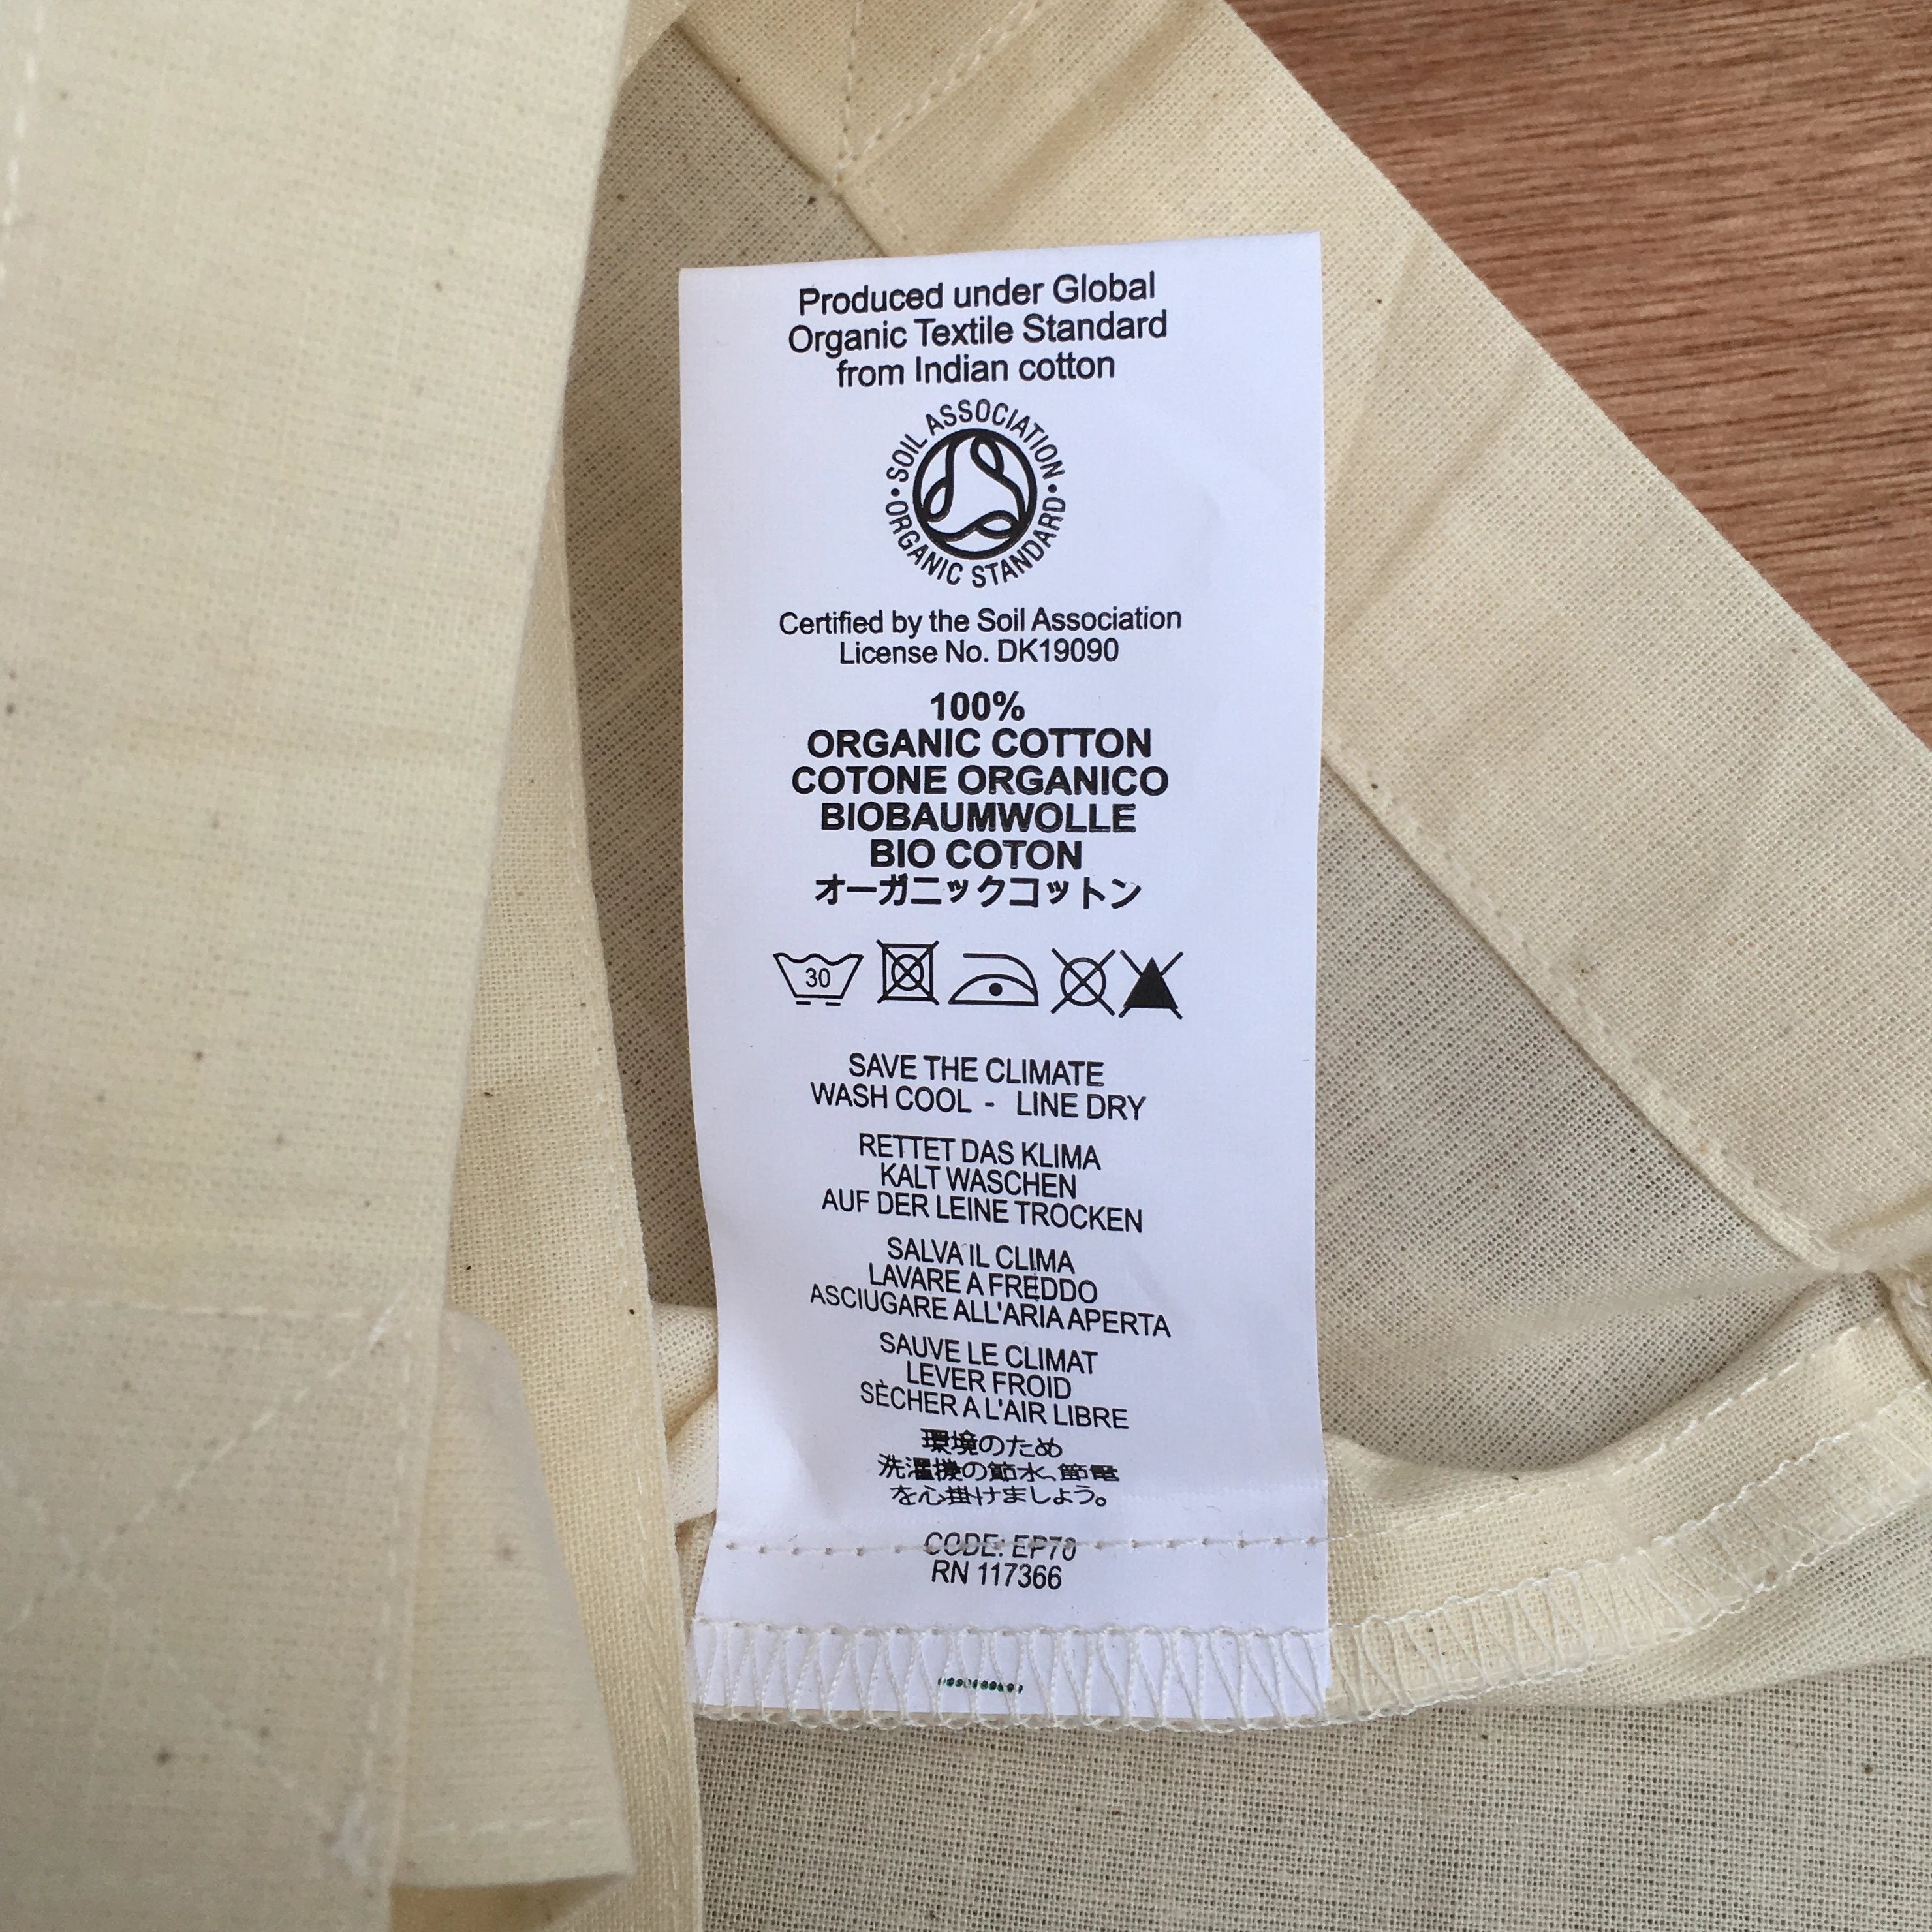 Produced under Global
Organic Textile Standard
from Indian cotton
SOIL ASSOCIATION
ORGANIC STANDARD
Certified by the Soil Association
License No. DK19090
100%
ORGANIC COTTON
COTONE ORGANICO
BIOBAUMWOLLE
BIO COTON
オーガニックコットン
30
SAVE THE CLIMATE
WASH COOL - LINE DRY
RETTET DAS KLIMA
KALT WASCHEN
AUF DER LEINE TROCKEN
SALVA IL CLIMA
LAVARE A FREDDO
ASCIUGARE ALL'ARIA APERTA
SAUVE LE CLIMAT
LEVER FROID
SÈCHER A L'AIR LIBRE
環境のため
洗濯機の節水、節電
を心掛けましょう。
CODE: EP70
RN 117366